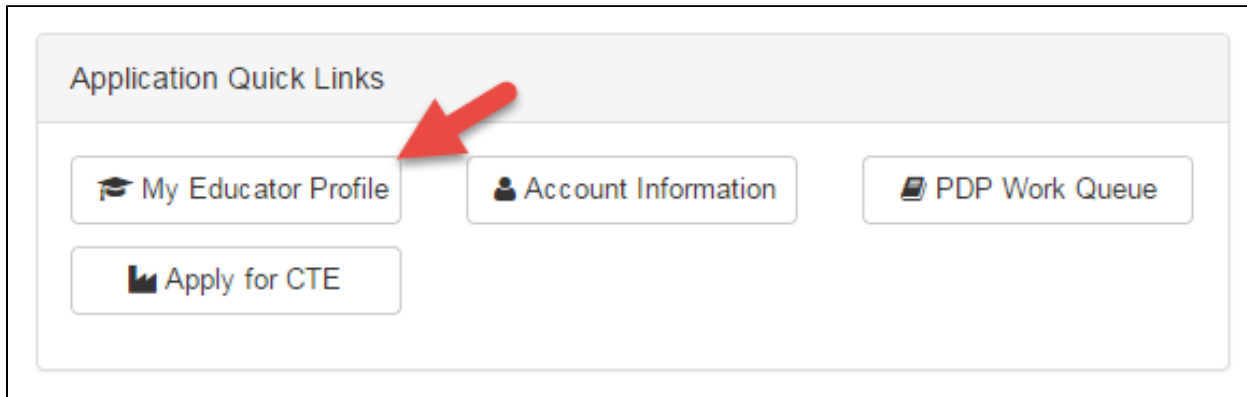 Application Quick Links
My Educator Profile
Account Information
PDP Work Queue
Apply for CTE